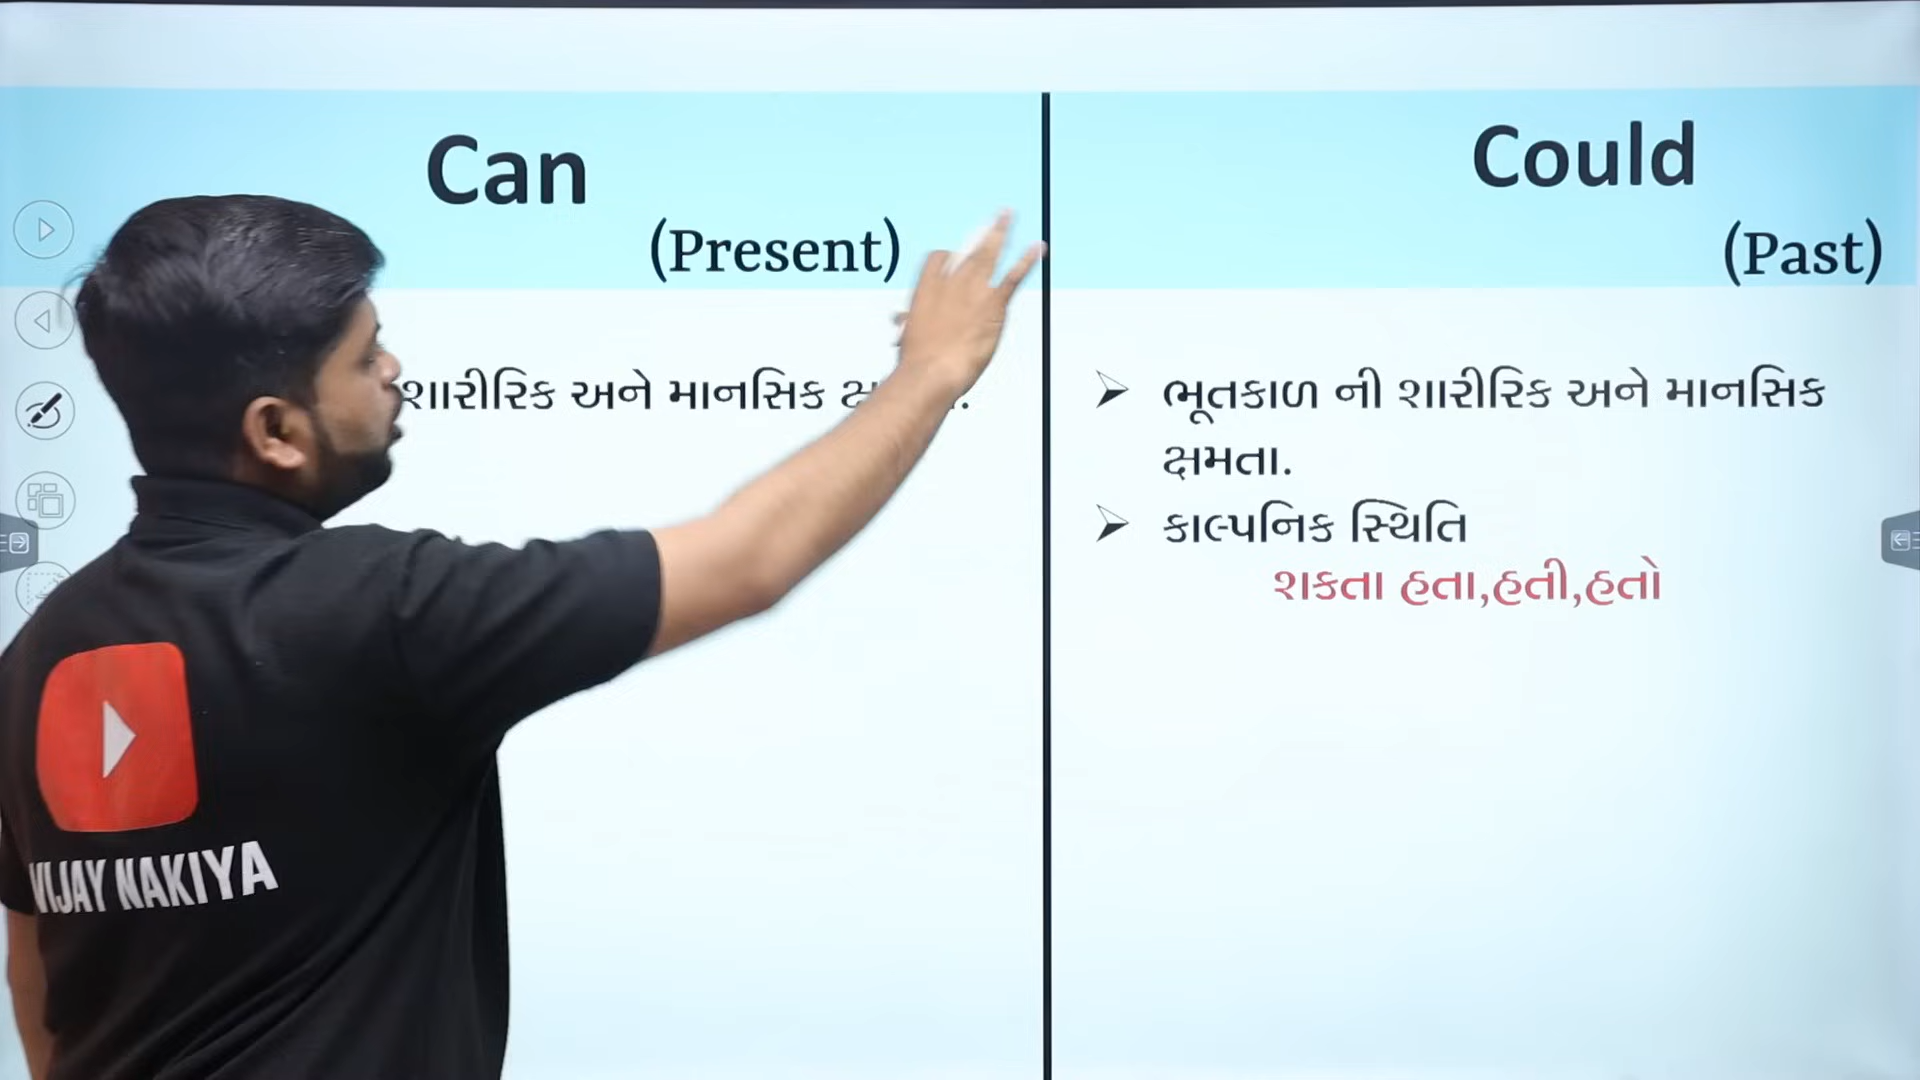 Can
(Present)
શારીરિક અને માનસિક
Could
(Past)
➢ ભૂતકાળ ની શારીરિક અને માનસિક
ક્ષમતા.
➢ કાલ્પનિક સ્થિતિ
શકતા હતા,હતી,હતો
VIJAY NAKIYA